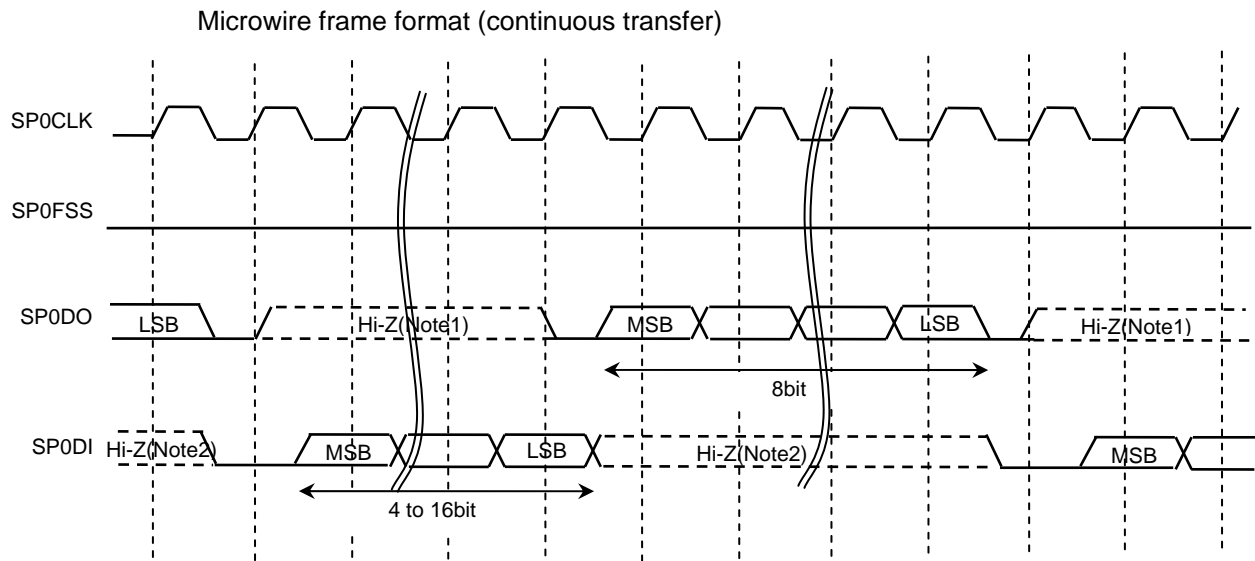 Microwire frame format (continuous transfer)
SP0CLK
SP0FSS
SP0DO
LSB
Hi-Z(Note1)
MSB
LSB
Hi-Z(Note1)
8bit
SP0DI
Hi-Z(Note2)
MSB
LSB
Hi-Z(Note2)
MSB
4 to 16bit